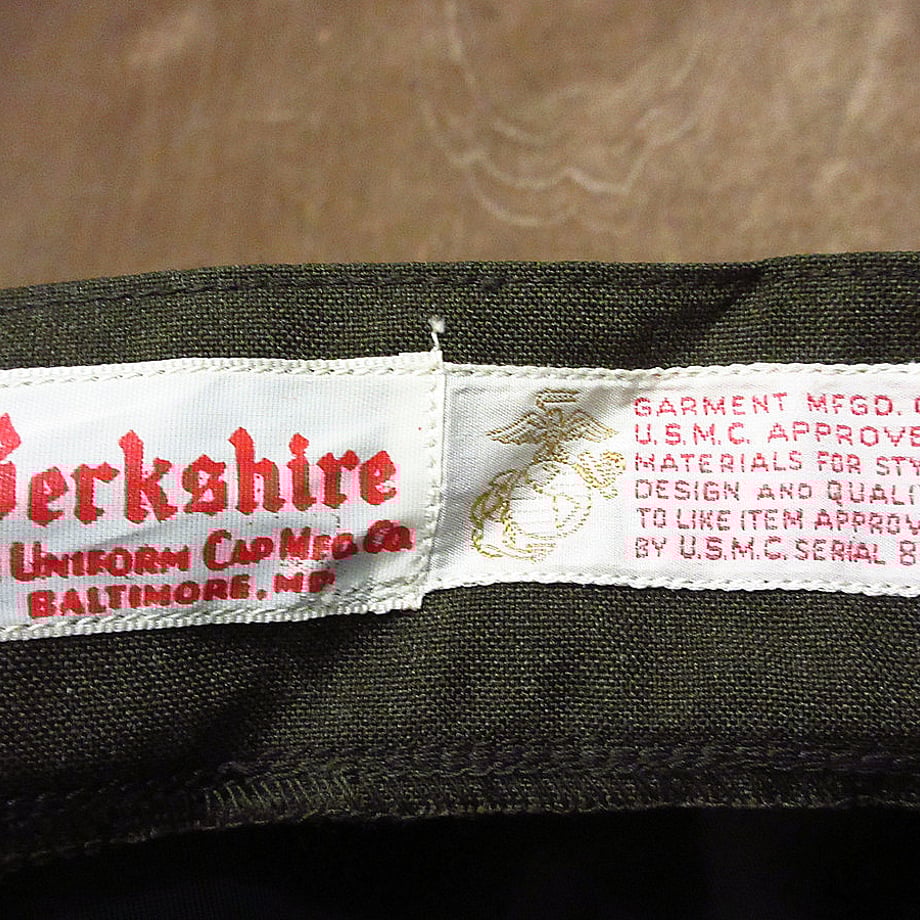 Berkshire
UNIFORM CAP MFG. CO.
BALTIMORE, MD.
GARMENT MFGD.
U.S.M.C. APPROVE
MATERIALS FOR STY
DESIGN AND QUALI
TO LIKE ITEM APPROV
BY U.S.M.C. SERIAL